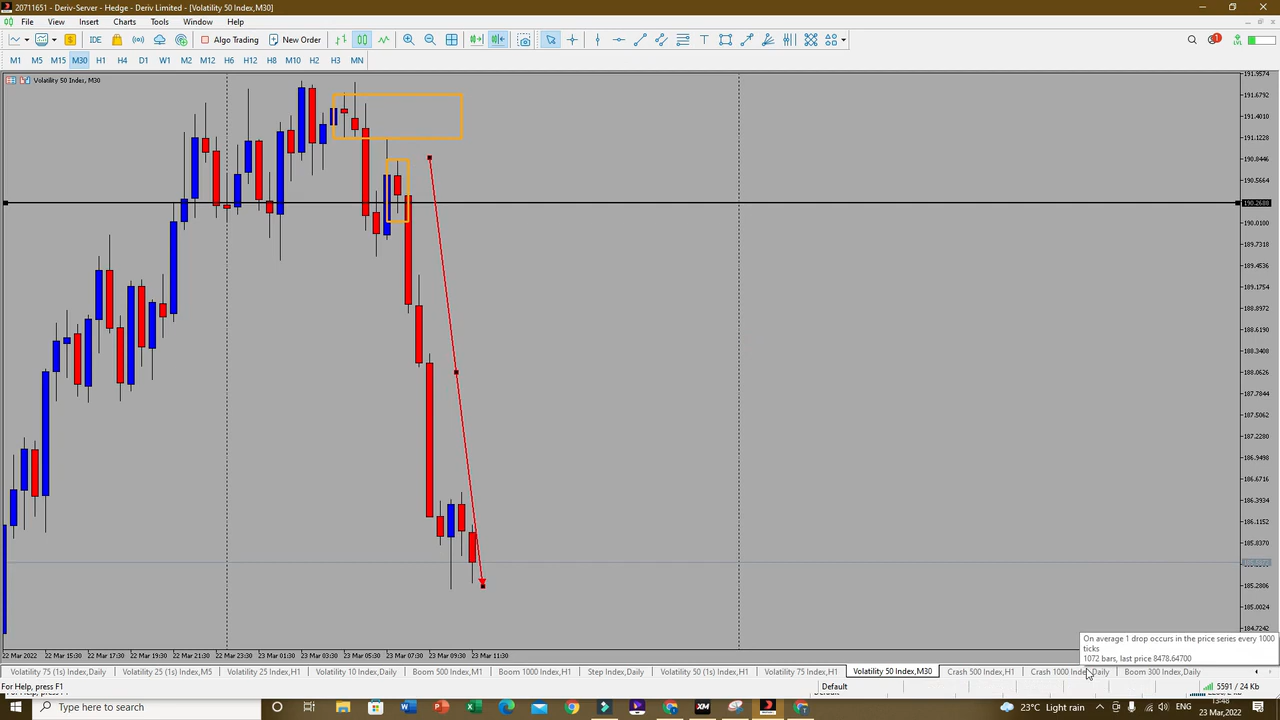 20711651 - Deriv-Server - Hedge - Deriv Limited - [Volatility 50 Index,M30]
File View Insert Charts Tools Window Help
IDE Algo Trading New Order
M1 M5 M15 M30 H1 H4 D1 W1 M2 M12 H6 H12 H8 M10 H3 H2 MN
Volatility 50 Index, M30
191.9574
191.6792
191.4010
191.1228
190.8446
190.5664
190.2688
190.0100
189.7318
189.4536
189.1754
188.8972
188.6190
188.3408
188.0626
187.7844
187.5062
187.2280
186.9498
186.6716
186.3934
186.1152
185.8370
185.2806
185.0024
184.7242
On average 1 drop occurs in the price series every 1000
ticks
1072 bars, last price 8478.64700
22 Mar 2022 22 Mar 15:30 22 Mar 17:30 22 Mar 19:30 22 Mar 21:30 22 Mar 23:30 23 Mar 01:30 23 Mar 03:30 23 Mar 05:30 23 Mar 07:30 23 Mar 09:30 23 Mar 11:30
Volatility 75 (1s) Index,Daily Volatility 25 (1s) Index,M5 Volatility 25 Index,H1 Volatility 10 Index,Daily Boom 500 Index,M1 Boom 1000 Index,H1 Step Index,Daily Volatility 50 (1s) Index,H1 Volatility 75 Index,H1 Volatility 50 Index,M30 Crash 500 Index,H1 Crash 1000 Index,Daily Boom 300 Index,Daily
For Help, press F1 Default 5591 / 24 Kb
Type here to search 23°C Light rain 13:48
23 Mar,2022